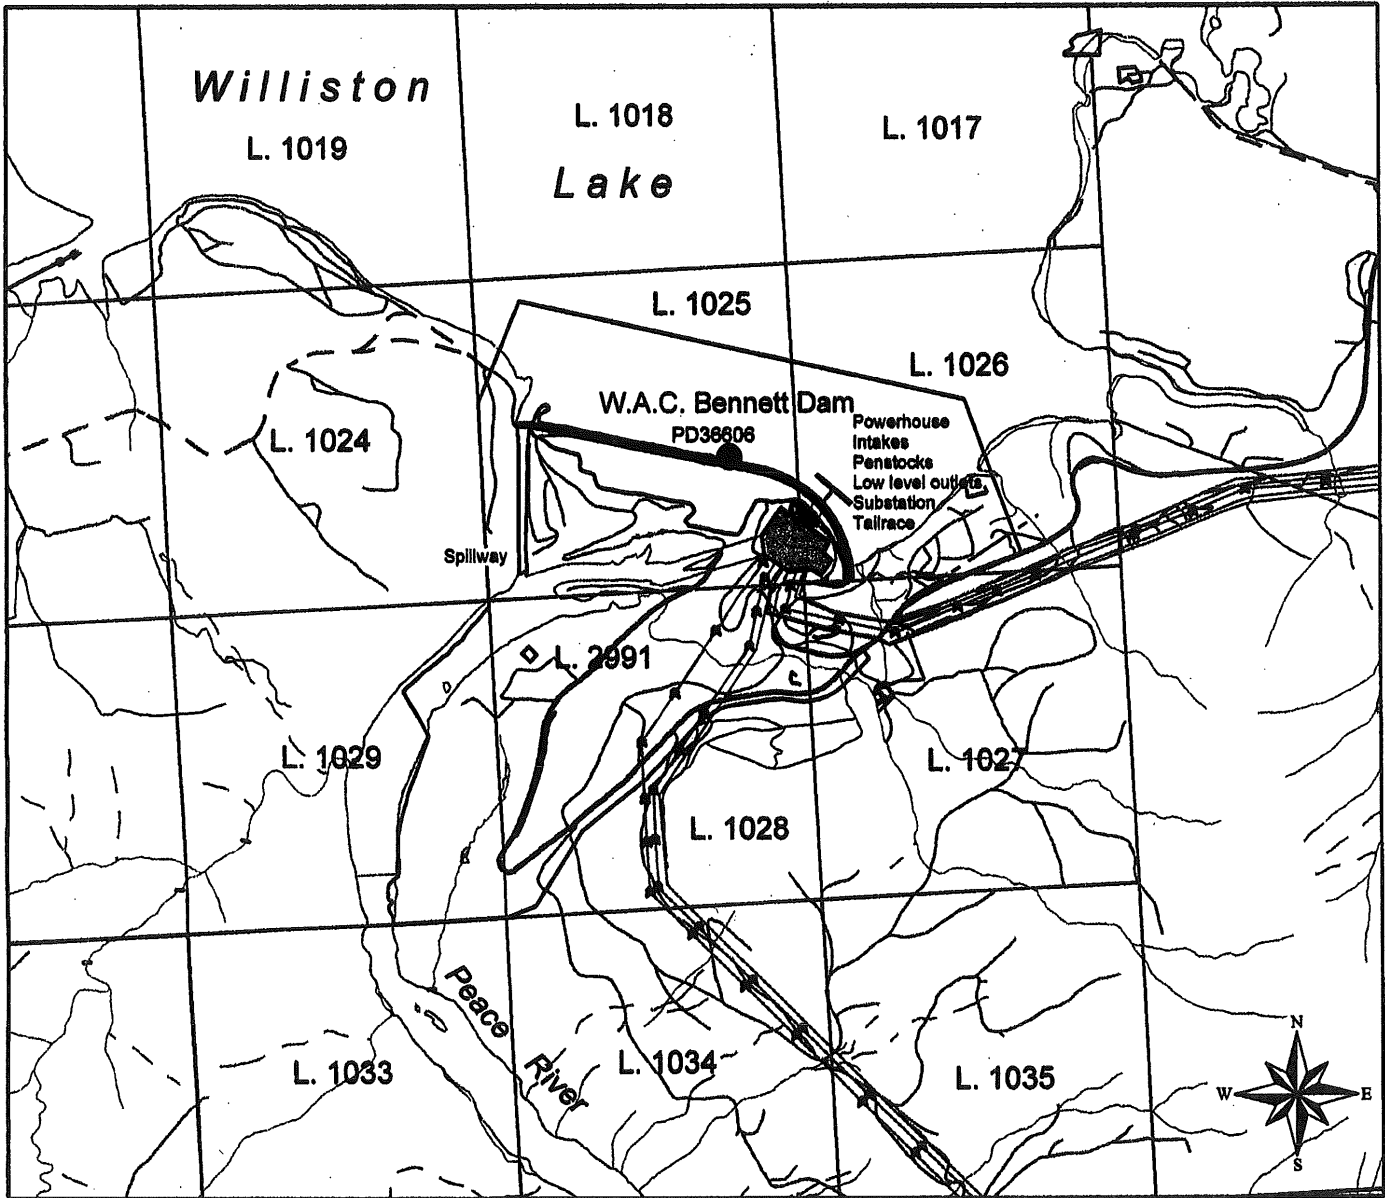 Williston
L. 1019
L. 1018
L. 1017
Lake
L. 1025
L. 1026
W.A.C. Bennett Dam
PD36606
Powerhouse
Intakes
Penstocks
Low level outlets
Substation
Tailrace
L. 1024
Spillway
L. 2991
L. 1029
L. 1027
L. 1028
Peace River
L. 1033
L. 1034
L. 1035
N
W
E
S